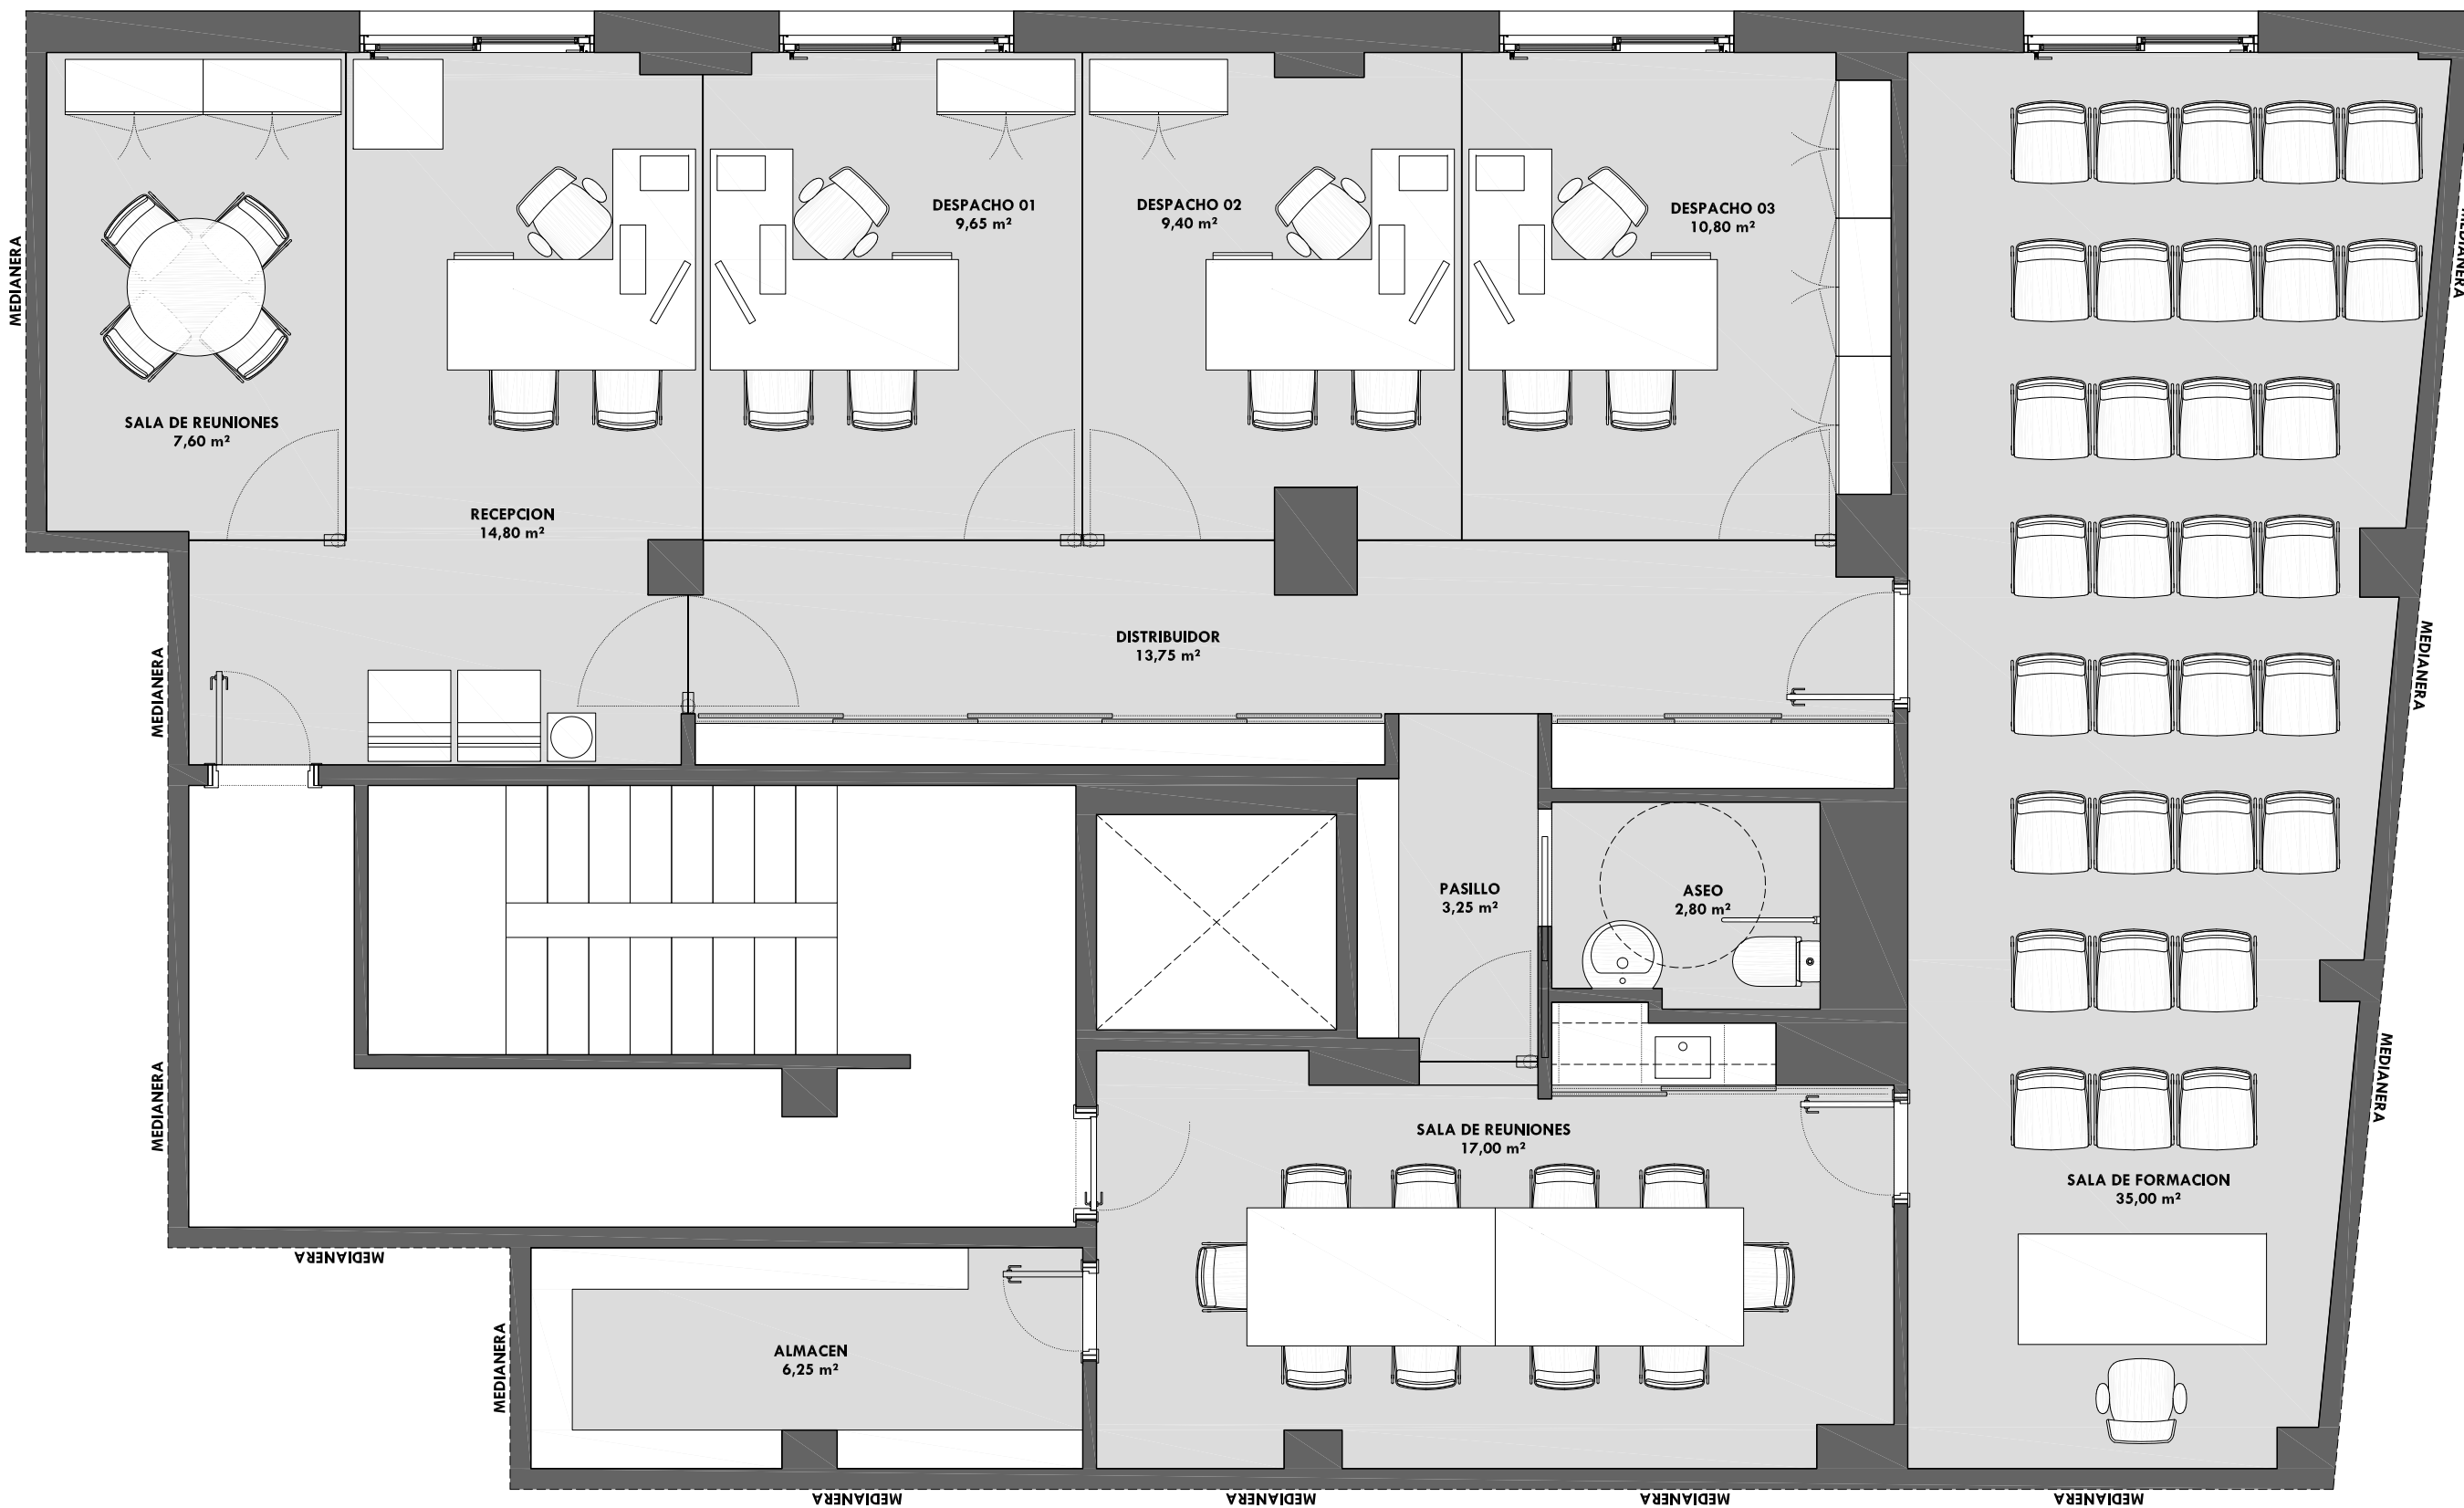 MEDIANERA
MEDIANERA
SALA DE REUNIONES
7,60 m²
RECEPCION
14,80 m²
DESPACHO 01
9,65 m²
DESPACHO 02
9,40 m²
DESPACHO 03
10,80 m²
DISTRIBUIDOR
13,75 m²
MEDIANERA
MEDIANERA
PASILLO
3,25 m²
ASEO
2,80 m²
MEDIANERA
MEDIANERA
SALA DE REUNIONES
17,00 m²
SALA DE FORMACION
35,00 m²
MEDIANERA
MEDIANERA
ALMACEN
6,25 m²
MEDIANERA
MEDIANERA
MEDIANERA
MEDIANERA